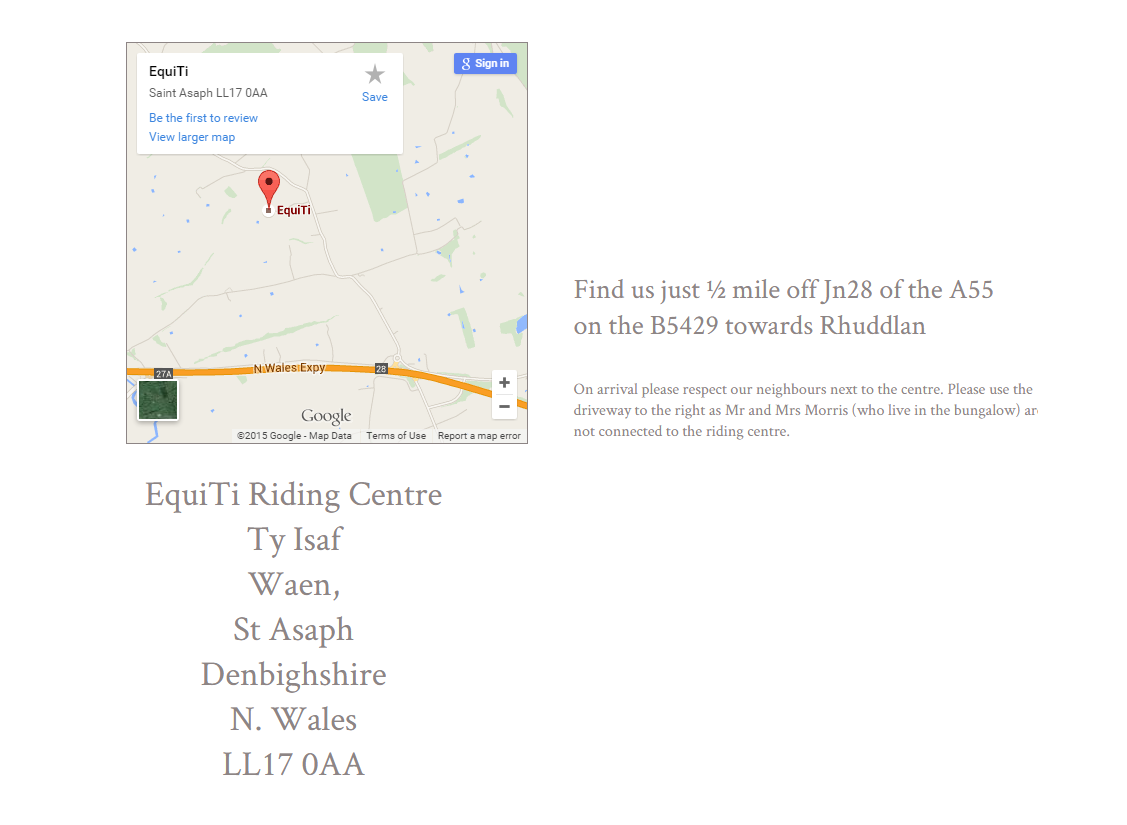 EquiTi
Saint Asaph LL17 0AA
Save
Be the first to review
View larger map
Sign in
EquiTi
27A
N Wales Expy
28
Google
©2015 Google - Map Data
Terms of Use
Report a map error
Find us just ½ mile off Jn28 of the A55
on the B5429 towards Rhuddlan
On arrival please respect our neighbours next to the centre. Please use the
driveway to the right as Mr and Mrs Morris (who live in the bungalow) are
not connected to the riding centre.
EquiTi Riding Centre
Ty Isaf
Waen,
St Asaph
Denbighshire
N. Wales
LL17 0AA